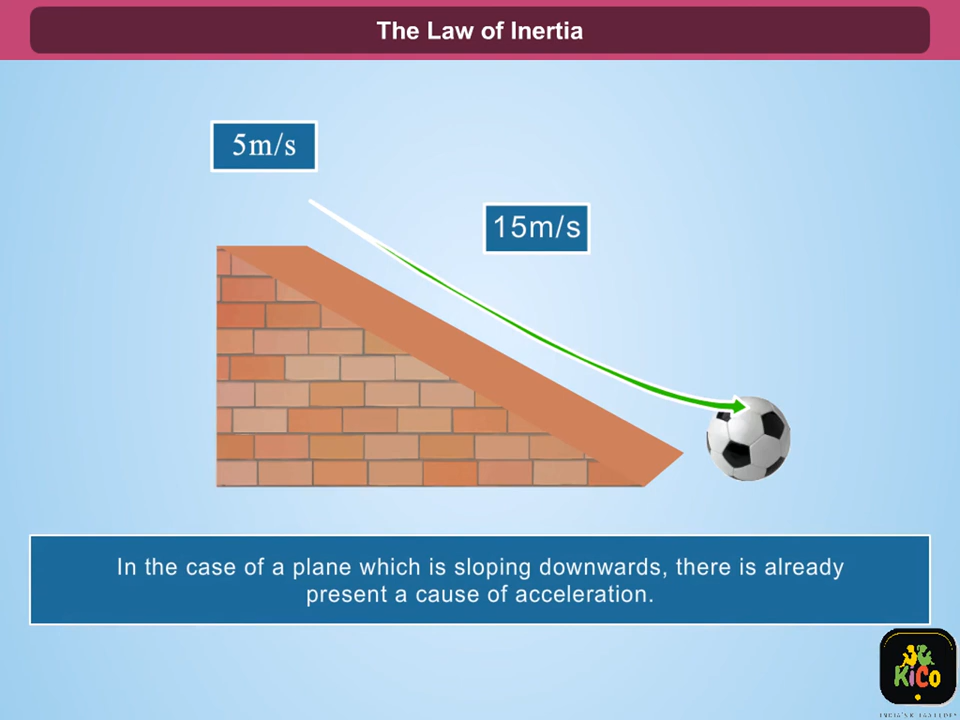 The Law of Inertia
5m/s
15m/s
In the case of a plane which is sloping downwards, there is already
present a cause of acceleration.
KiCo